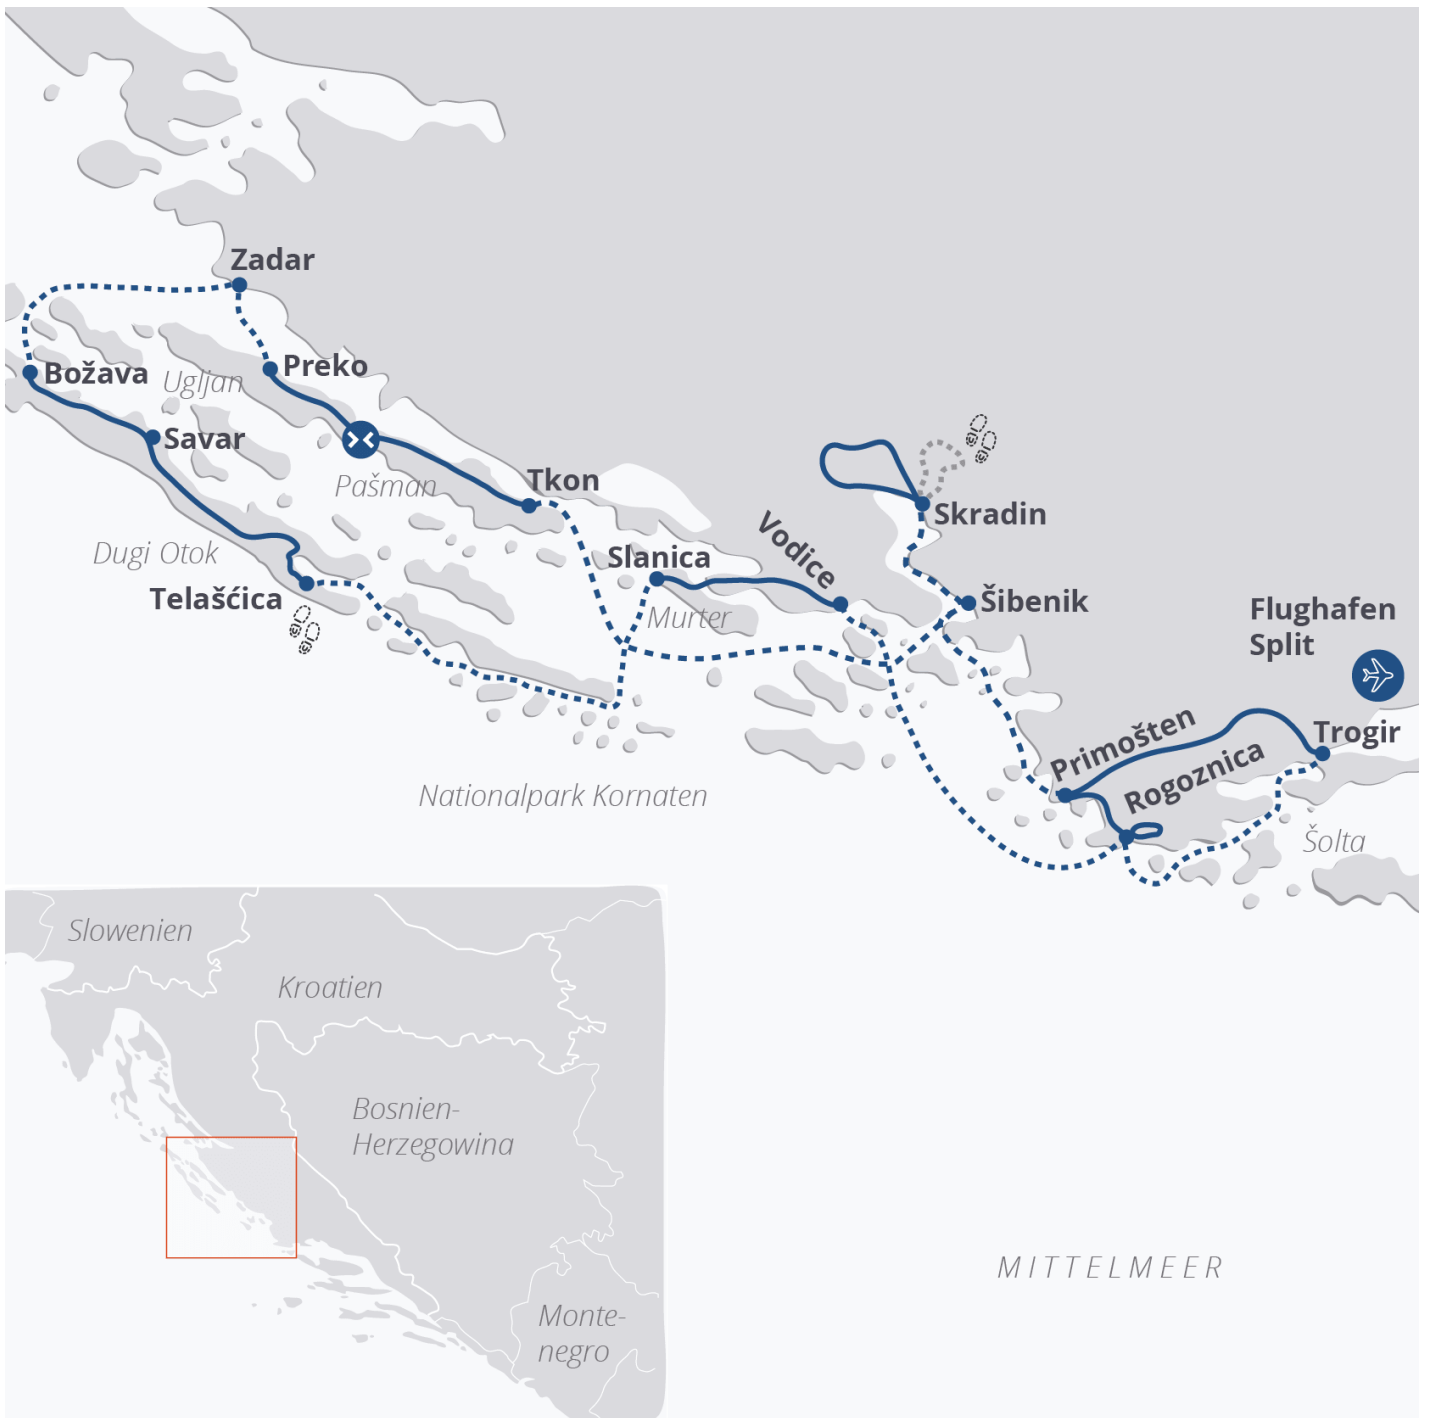 Zadar
Preko
Božava
Ugljan
Savar
Pašman
Tkon
Skradin
Vodice
Dugi Otok
Slanica
Telašćica
Murter
Šibenik
Flughafen
Split
Primošten
Trogir
Rogoznica
Nationalpark Kornaten
Šolta
Slowenien
Kroatien
Bosnien-
Herzegowina
MITTELMEER
Monte-
negro